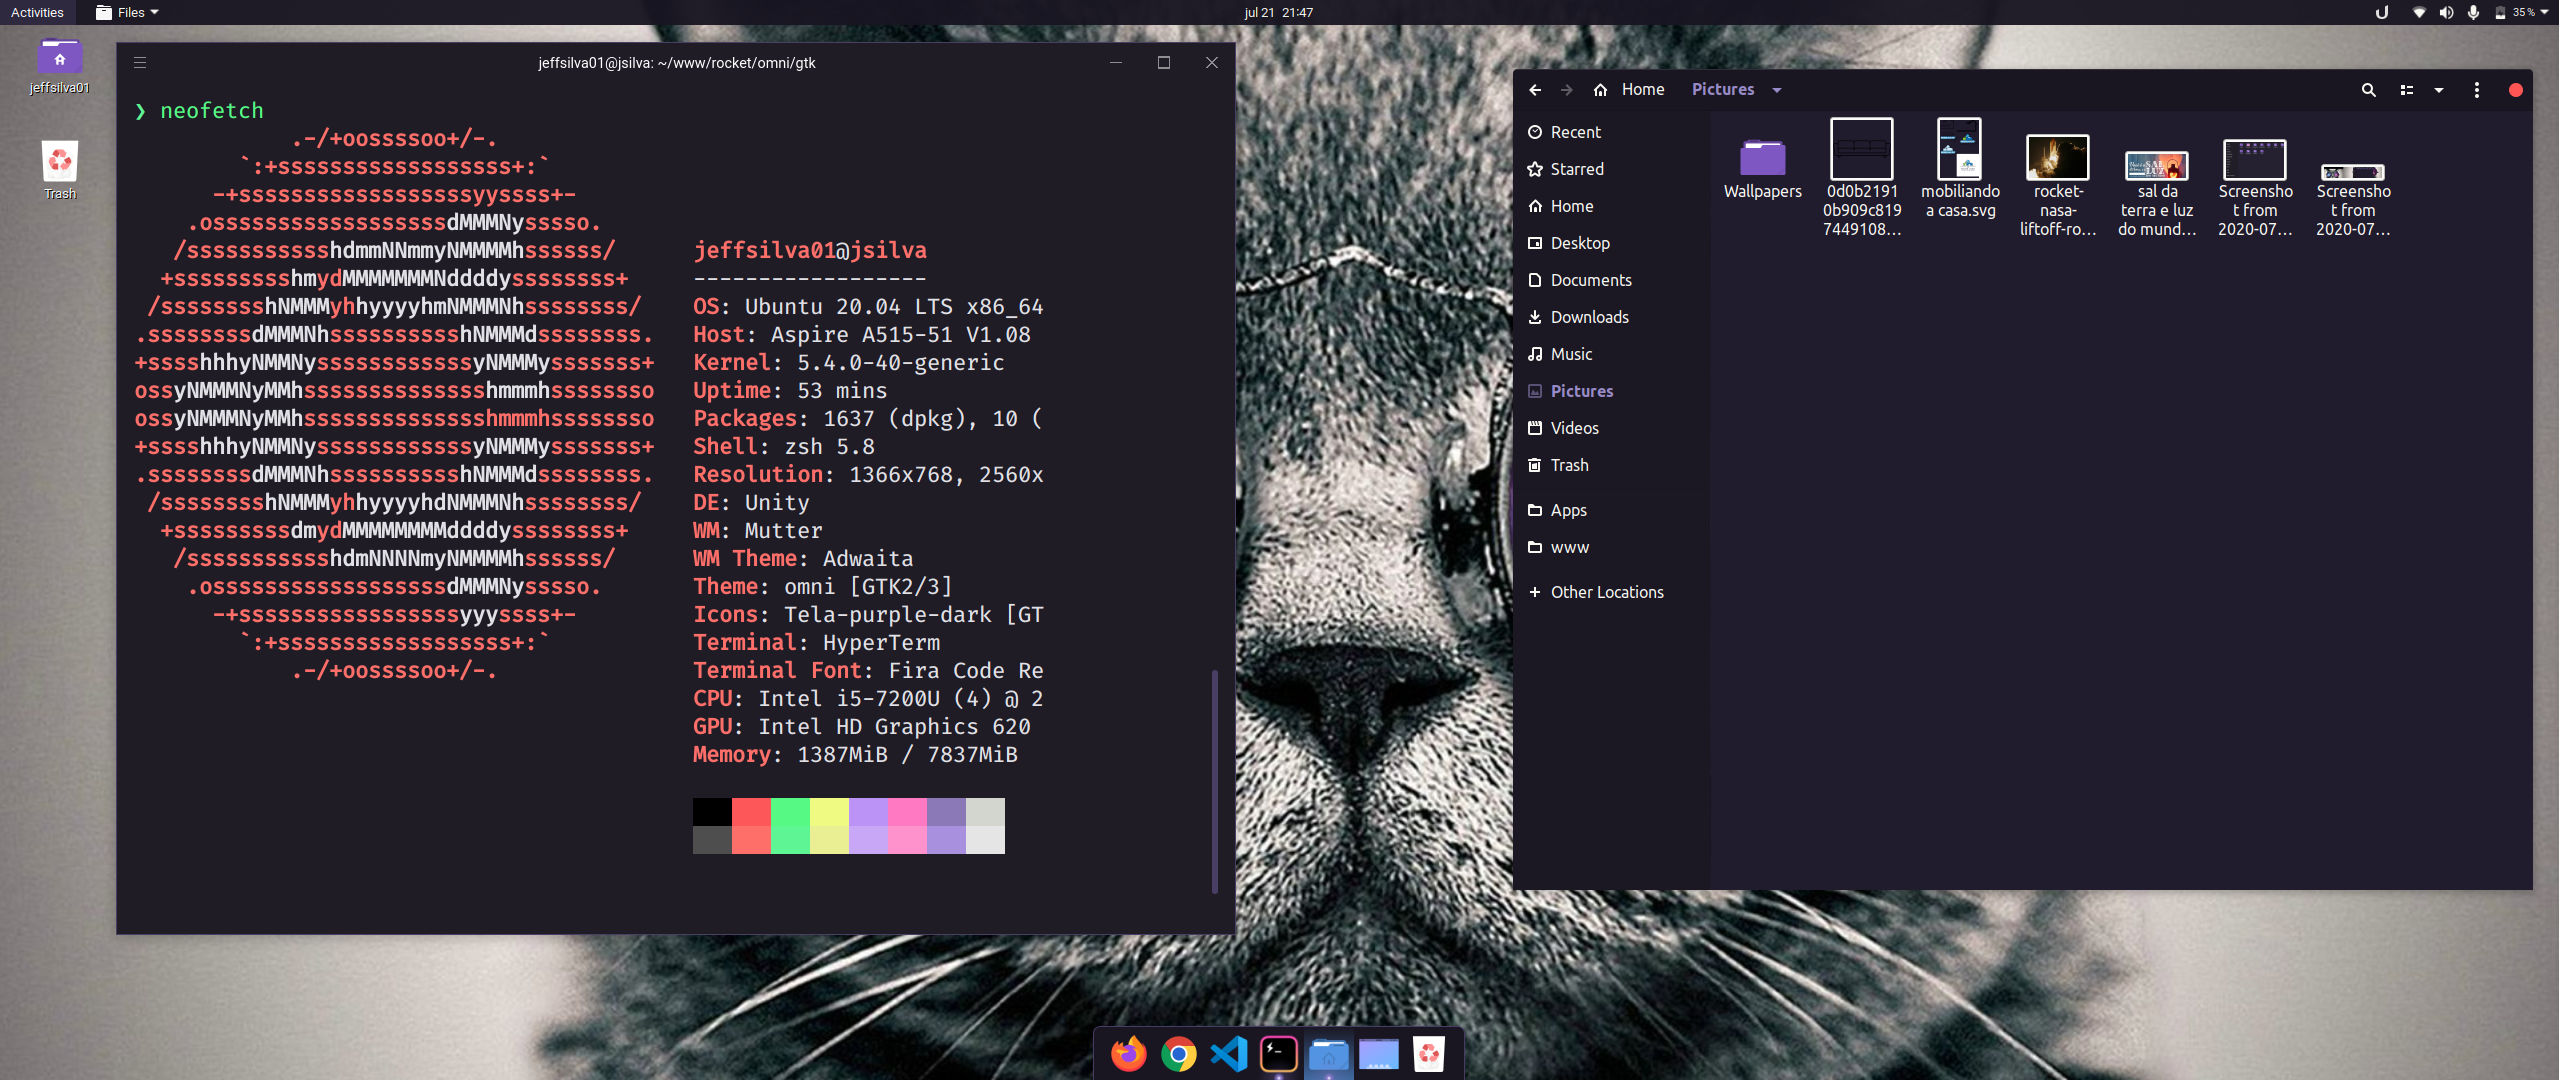 Activities
Files
jul 21 21:47
35 %
jeffsilva01
Trash
jeffsilva01@jsilva: ~/www/rocket/omni/gtk
❯ neofetch
.-/+oossssoo+/-.
`:+ssssssssssssssssss+:`
-+ssssssssssssssssssyyssss+-
.ossssssssssssssssssdMMMNysssso.
/ssssssssssshdmmNNmmyNMMMMhssssss/
+ssssssssshmydMMMMMMMNddddyssssssss+
/sssssssshNMMMyhhyyyyhmNMMMNhssssssss/
.ssssssssdMMMNhsssssssssshNMMMdssssssss.
+sssshhhyNMMNyssssssssssssyNMMMysssssss+
ossyNMMMNyMMhsssssssssssssshmmmhssssssso
ossyNMMMNyMMhsssssssssssssshmmmhssssssso
+sssshhhyNMMNyssssssssssssyNMMMysssssss+
.ssssssssdMMMNhsssssssssshNMMMdssssssss.
/sssssssshNMMMyhhyyyyhdNMMMNhssssssss/
+sssssssssdmydMMMMMMMMddddyssssssss+
/ssssssssssshdmNNNNmyNMMMMhssssss/
.ossssssssssssssssssdMMMNysssso.
-+sssssssssssssssssyyyssss+-
`:+ssssssssssssssssss+:`
.-/+oossssoo+/-.
jeffsilva01@jsilva
------------------
OS: Ubuntu 20.04 LTS x86_64
Host: Aspire A515-51 V1.08
Kernel: 5.4.0-40-generic
Uptime: 53 mins
Packages: 1637 (dpkg), 10 (
Shell: zsh 5.8
Resolution: 1366x768, 2560x
DE: Unity
WM: Mutter
WM Theme: Adwaita
Theme: omni [GTK2/3]
Icons: Tela-purple-dark [GT
Terminal: HyperTerm
Terminal Font: Fira Code Re
CPU: Intel i5-7200U (4) @ 2
GPU: Intel HD Graphics 620
Memory: 1387MiB / 7837MiB
Home
Pictures
Recent
Starred
Home
Desktop
Documents
Downloads
Music
Pictures
Videos
Trash
Apps
www
Other Locations
Wallpapers
0d0b2191
0b909c819
7449108...
mobiliando
a casa.svg
rocket-
nasa-
liftoff-ro...
sal da
terra e luz
do mund...
Screensho
t from
2020-07...
Screensho
t from
2020-07...